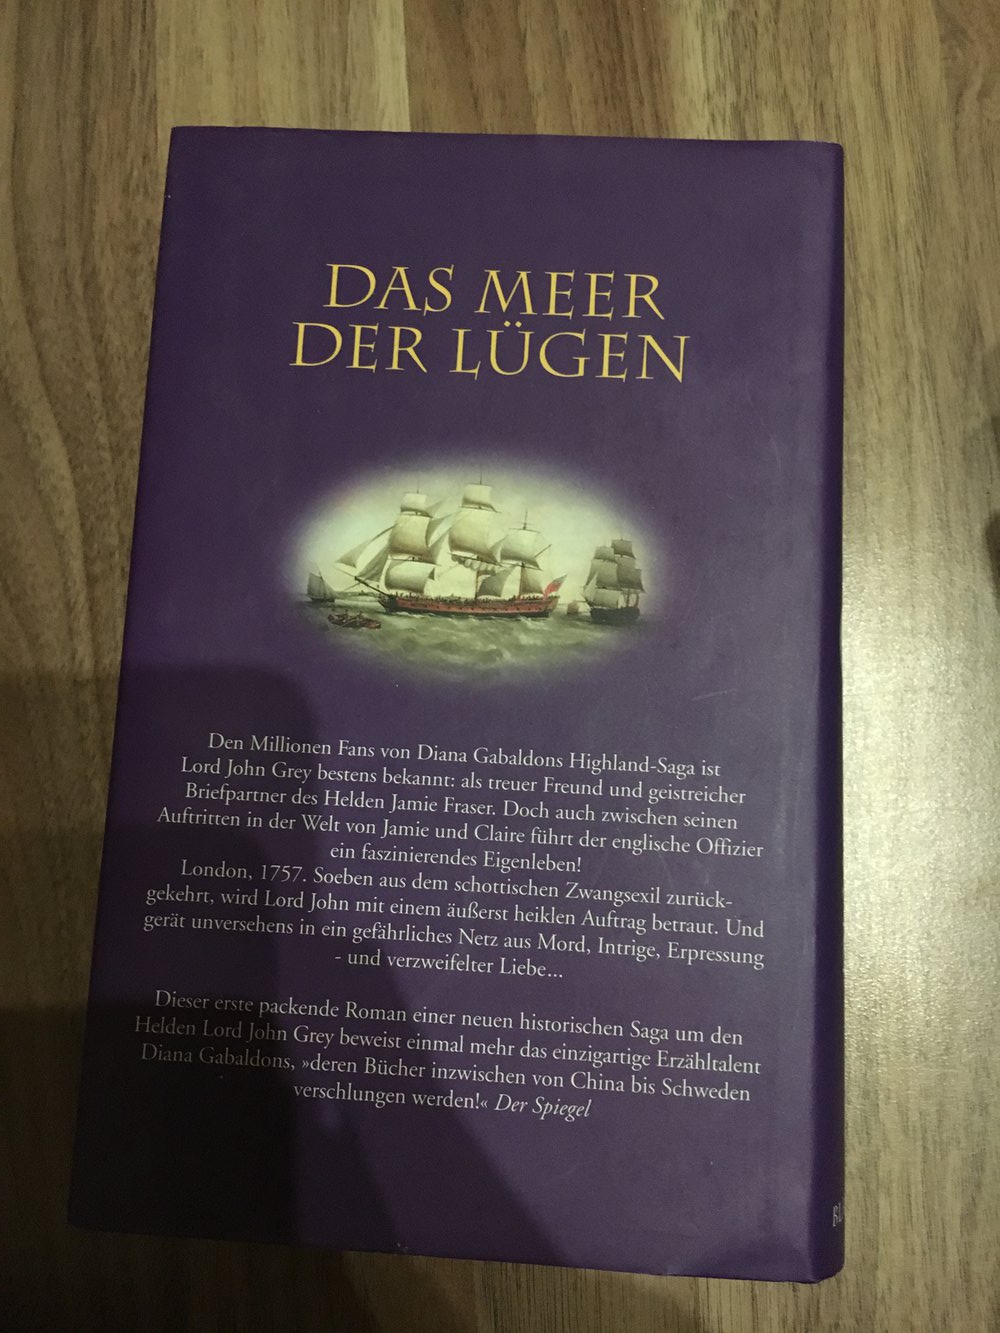 DAS MEER
DER LÜGEN
Den Millionen Fans von Diana Gabaldons Highland-Saga ist
Lord John Grey bestens bekannt: als treuer Freund und geistreicher
Briefpartner des Helden Jamie Fraser. Doch auch zwischen seinen
Auftritten in der Welt von Jamie und Claire führt der englische Offizier
ein faszinierendes Eigenleben!
London, 1757. Soeben aus dem schottischen Zwangsexil zurück-
gekehrt, wird Lord John mit einem äußerst heiklen Auftrag betraut. Und
gerät unversehens in ein gefährliches Netz aus Mord, Intrige, Erpressung
- und verzweifelter Liebe...
Dieser erste packende Roman einer neuen historischen Saga um den
Helden Lord John Grey beweist einmal mehr das einzigartige Erzähltalent
Diana Gabaldons, »deren Bücher inzwischen von China bis Schweden
verschlungen werden!« Der Spiegel